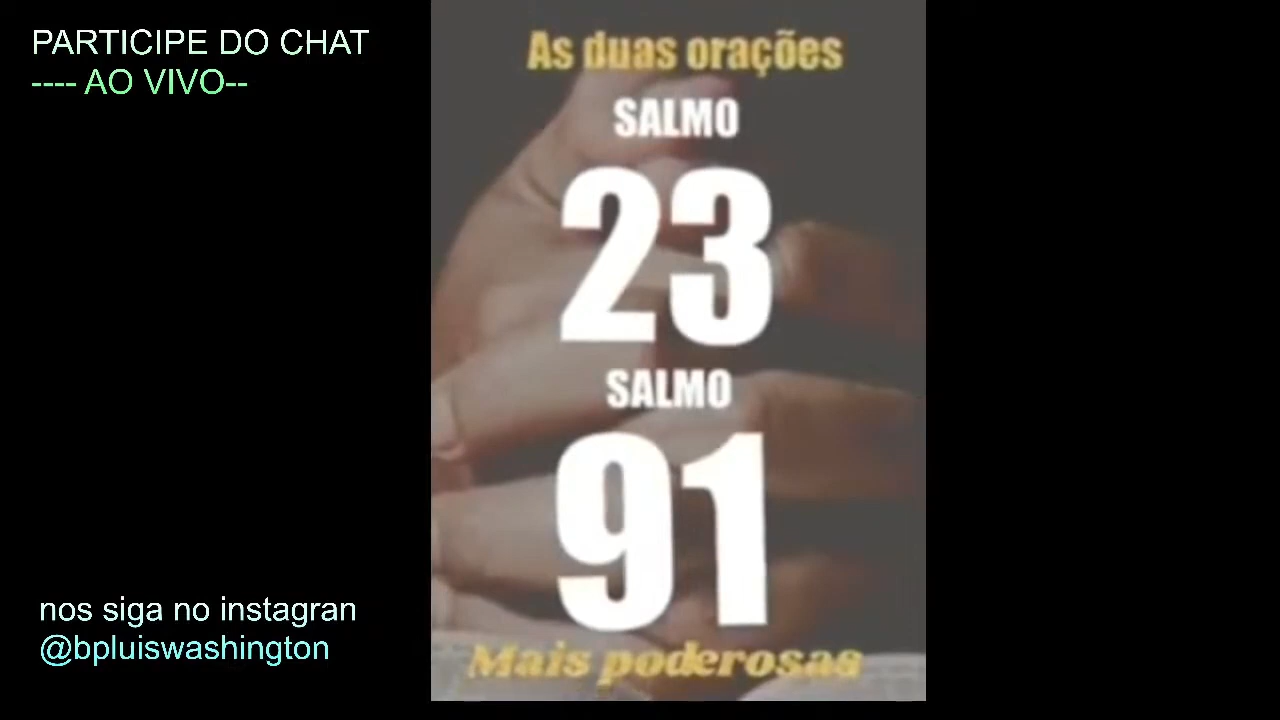 PARTICIPE DO CHAT
---- AO VIVO--
As duas orações
SALMO
23
SALMO
91
Mais poderosas
nos siga no instagran
@bpluiswashington